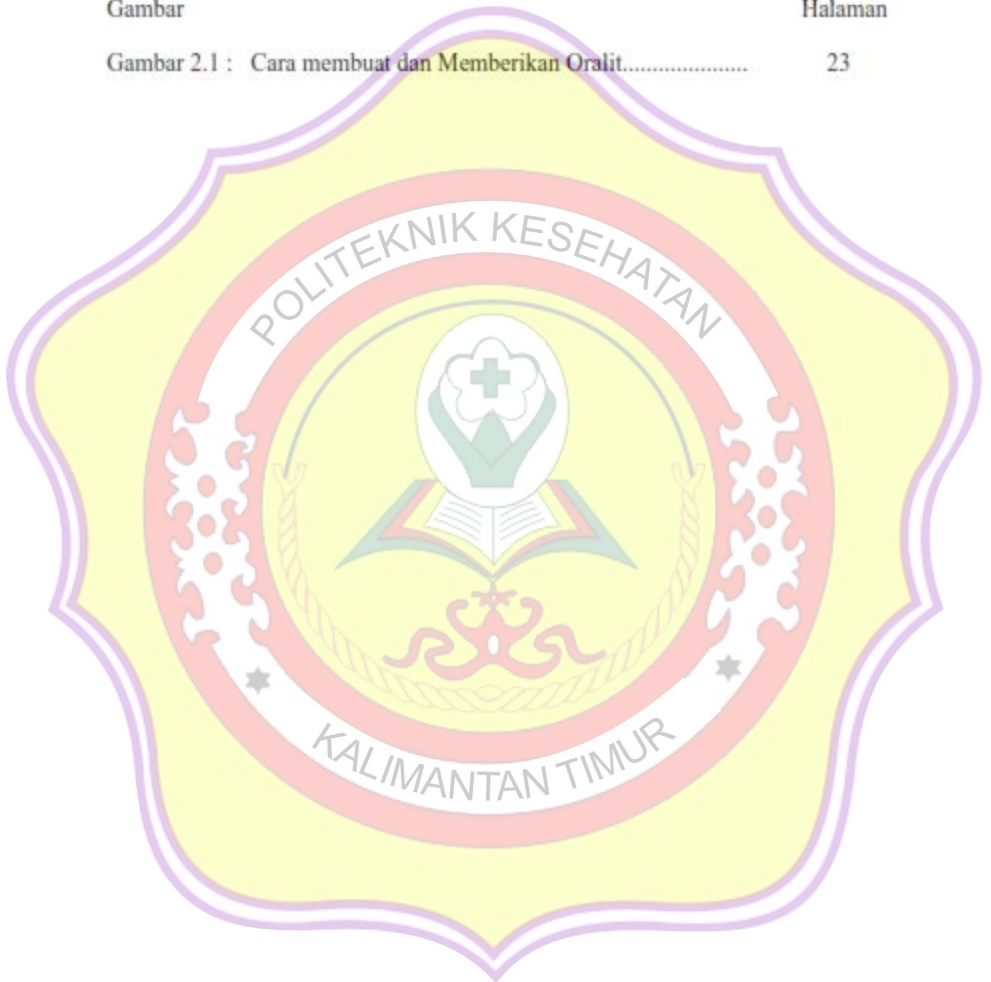 Gambar Halaman
Gambar 2.1 : Cara membuat dan Memberikan Oralit..................... 23
POLITEKNIK KESEHATAN
KALIMANTAN TIMUR